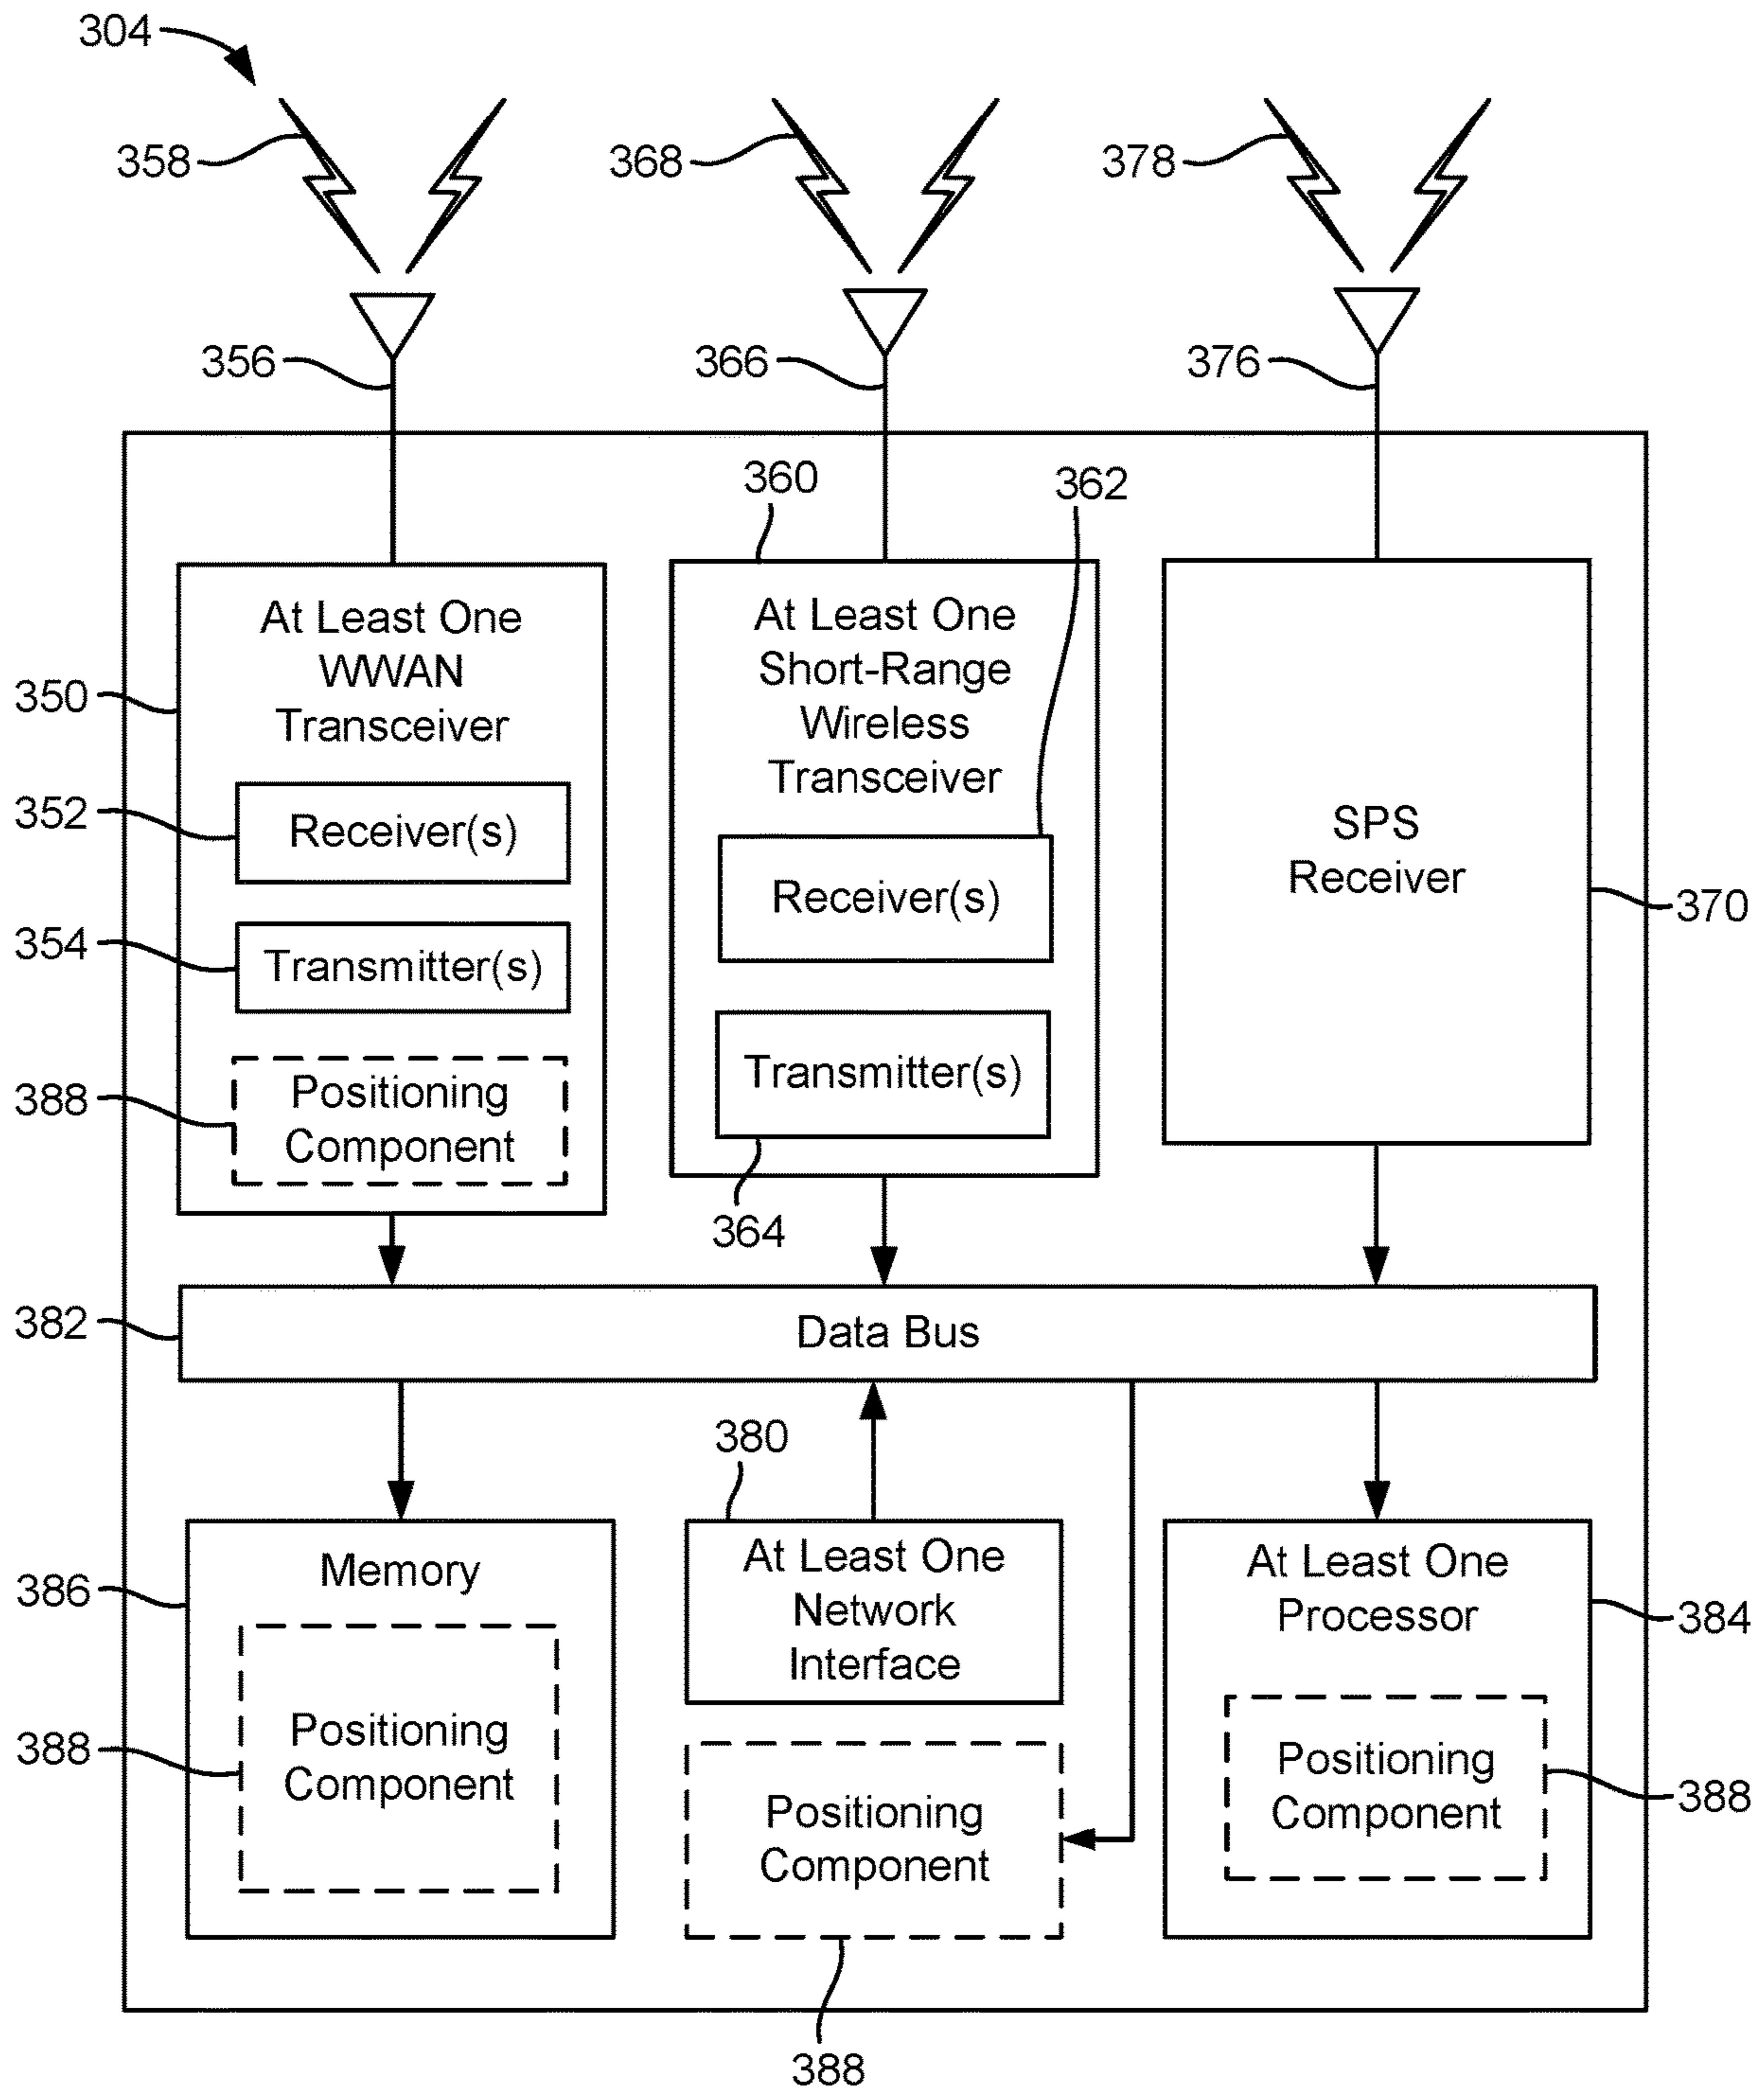 304
358
368
378
356
366
376
360
362
At Least One
WWAN
Transceiver
At Least One
Short-Range
Wireless
Transceiver
350
352
Receiver(s)
SPS
Receiver
Receiver(s)
370
354
Transmitter(s)
Transmitter(s)
388
Positioning
Component
364
382
Data Bus
380
Memory
At Least One
Network
Interface
At Least One
Processor
386
384
388
Positioning
Component
Positioning
Component
Positioning
Component
388
388